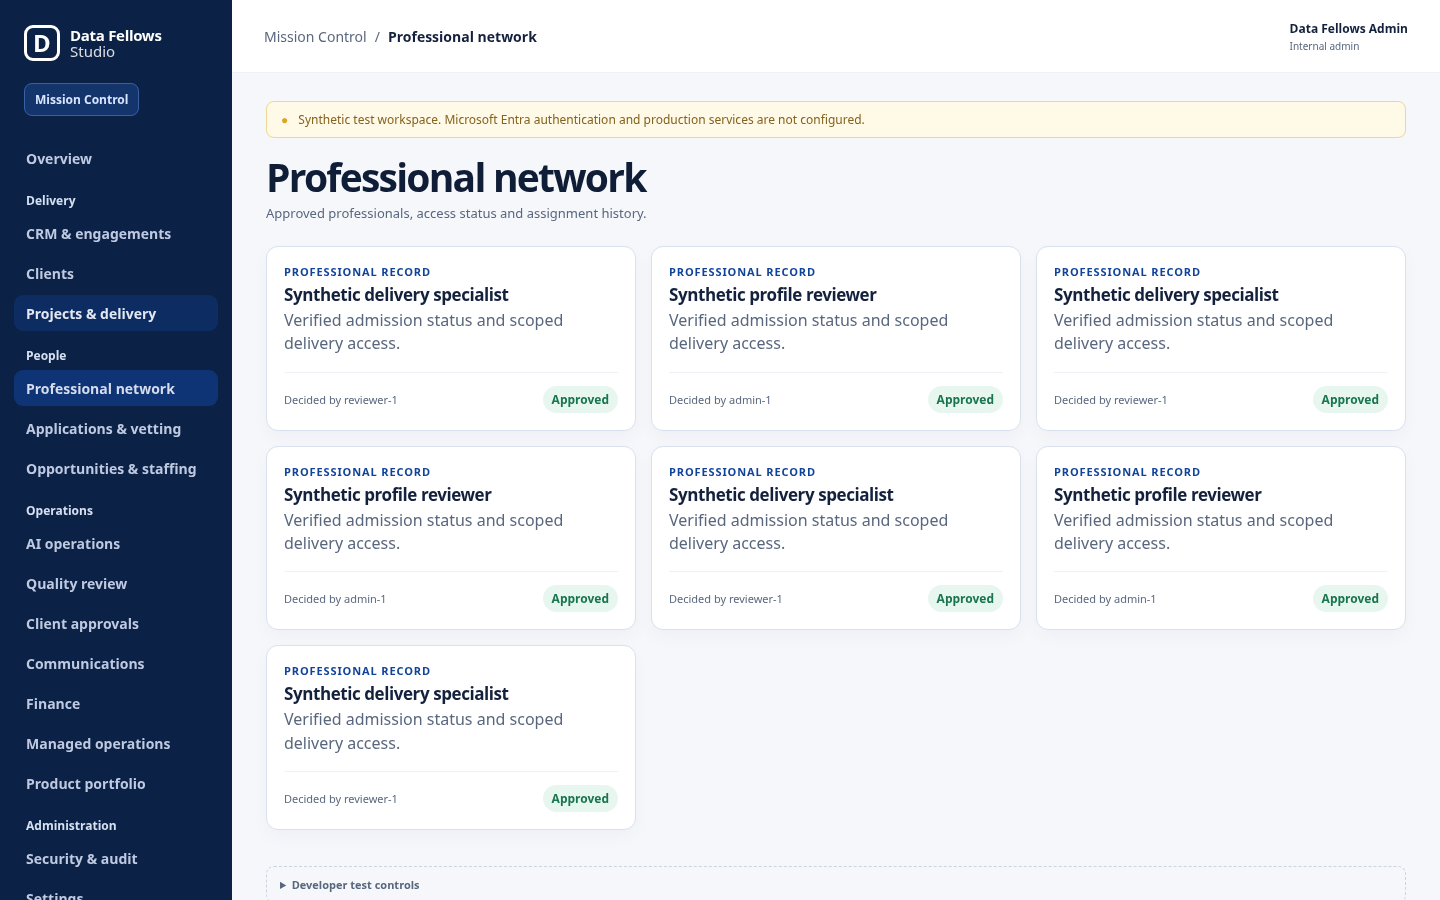 D
Data Fellows
Studio
Mission Control
Overview
Delivery
CRM & engagements
Clients
Projects & delivery
People
Professional network
Applications & vetting
Opportunities & staffing
Operations
AI operations
Quality review
Client approvals
Communications
Finance
Managed operations
Product portfolio
Administration
Security & audit
Settings
Mission Control / Professional network
Data Fellows Admin
Internal admin
Synthetic test workspace. Microsoft Entra authentication and production services are not configured.
Professional network
Approved professionals, access status and assignment history.
PROFESSIONAL RECORD
Synthetic delivery specialist
Verified admission status and scoped
delivery access.
Decided by reviewer-1
Approved
PROFESSIONAL RECORD
Synthetic profile reviewer
Verified admission status and scoped
delivery access.
Decided by admin-1
Approved
PROFESSIONAL RECORD
Synthetic delivery specialist
Verified admission status and scoped
delivery access.
Decided by reviewer-1
Approved
PROFESSIONAL RECORD
Synthetic profile reviewer
Verified admission status and scoped
delivery access.
Decided by admin-1
Approved
PROFESSIONAL RECORD
Synthetic delivery specialist
Verified admission status and scoped
delivery access.
Decided by reviewer-1
Approved
PROFESSIONAL RECORD
Synthetic profile reviewer
Verified admission status and scoped
delivery access.
Decided by admin-1
Approved
PROFESSIONAL RECORD
Synthetic delivery specialist
Verified admission status and scoped
delivery access.
Decided by reviewer-1
Approved
Developer test controls